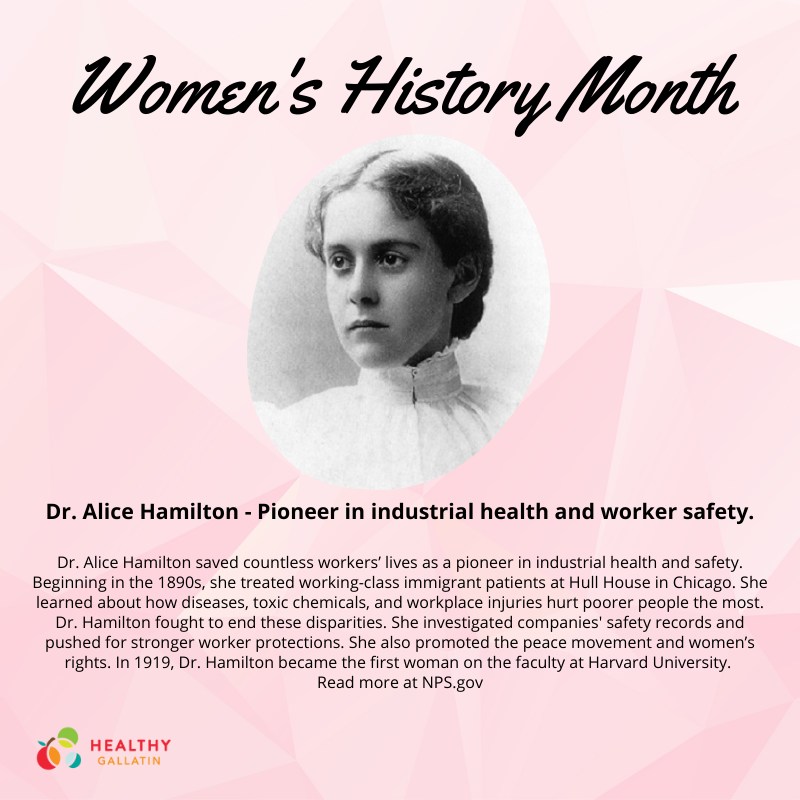 Women's History Month
Dr. Alice Hamilton - Pioneer in industrial health and worker safety.
Dr. Alice Hamilton saved countless workers’ lives as a pioneer in industrial health and safety.
Beginning in the 1890s, she treated working-class immigrant patients at Hull House in Chicago. She
learned about how diseases, toxic chemicals, and workplace injuries hurt poorer people the most.
Dr. Hamilton fought to end these disparities. She investigated companies' safety records and
pushed for stronger worker protections. She also promoted the peace movement and women’s
rights. In 1919, Dr. Hamilton became the first woman on the faculty at Harvard University.
Read more at NPS.gov
HEALTHY
GALLATIN